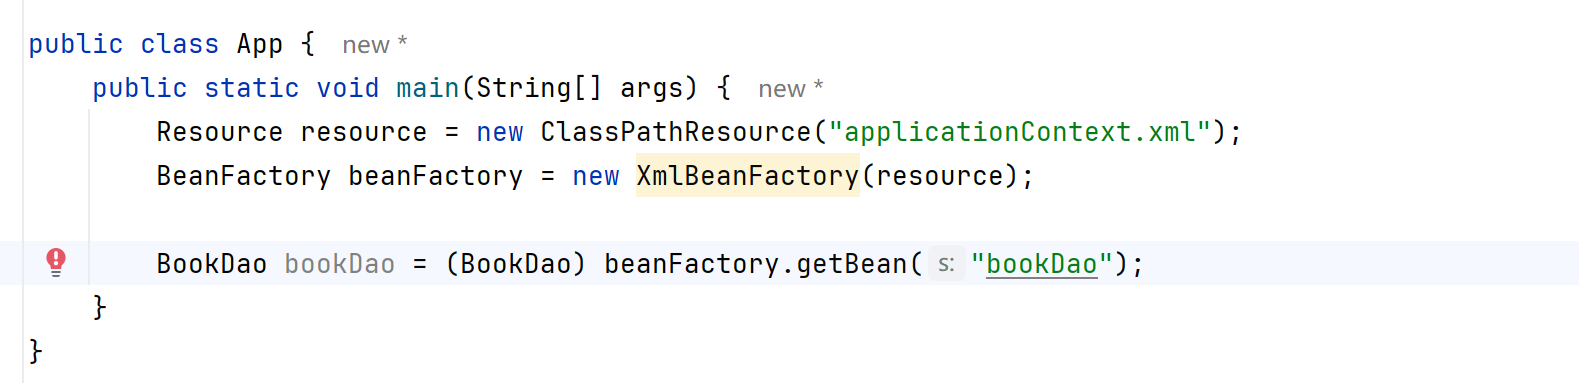 public class App { new *
public static void main(String[] args) { new *
Resource resource = new ClassPathResource("applicationContext.xml");
BeanFactory beanFactory = new XmlBeanFactory(resource);
BookDao bookDao = (BookDao) beanFactory.getBean( s: "bookDao");
}
}